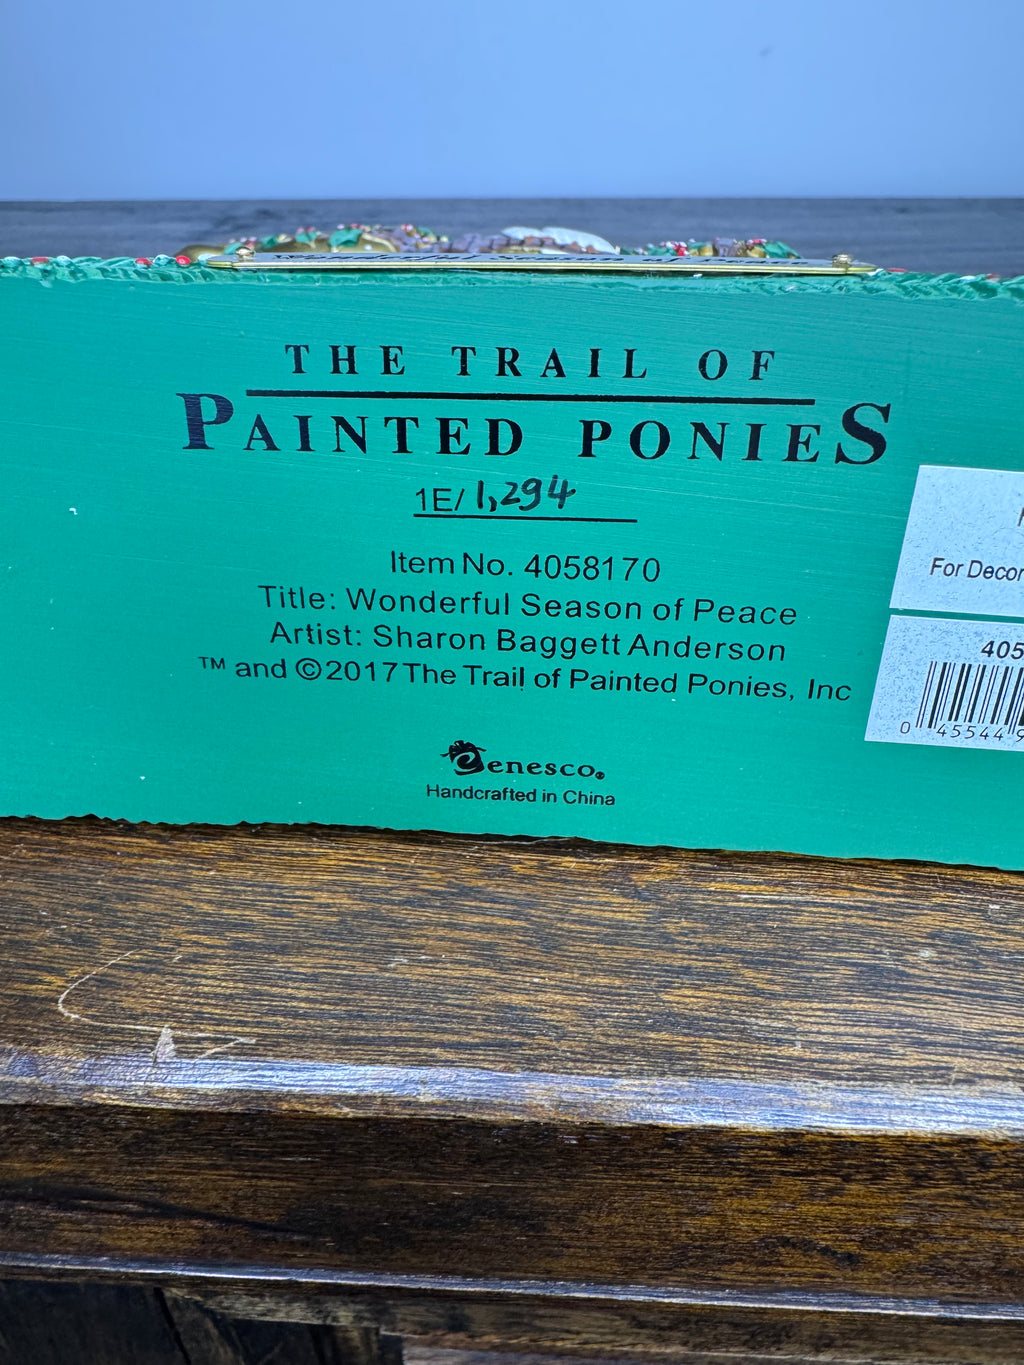 THE TRAIL OF
PAINTED PONIES
1E/1,294
Item No. 4058170
Title: Wonderful Season of Peace
Artist: Sharon Baggett Anderson
™ and ©2017 The Trail of Painted Ponies, Inc
enesco®
Handcrafted in China
For Decor
405
0 45544 9